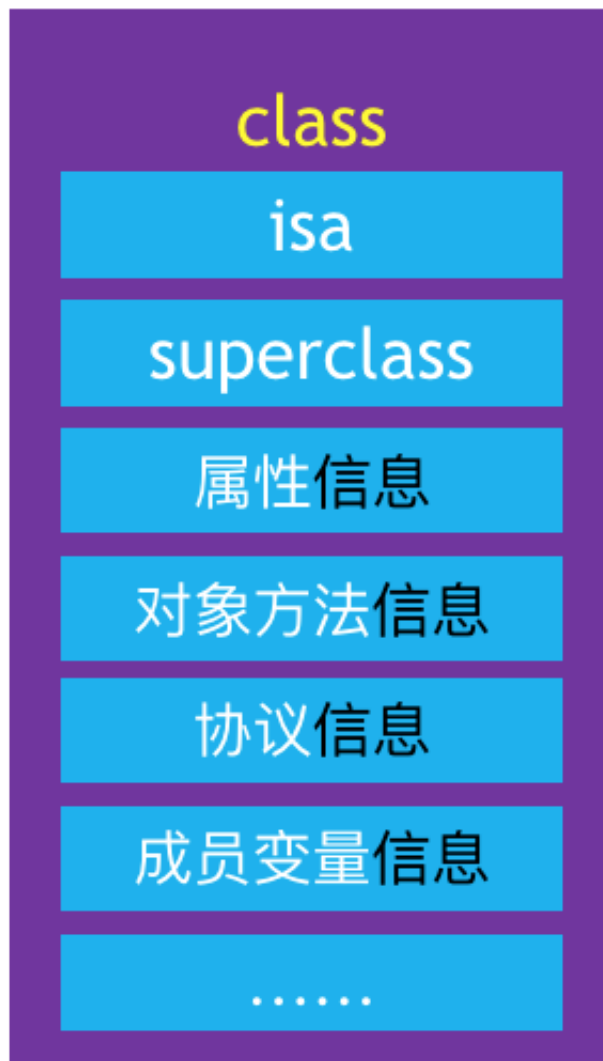 class
isa
superclass
属性信息
对象方法信息
协议信息
成员变量信息
......